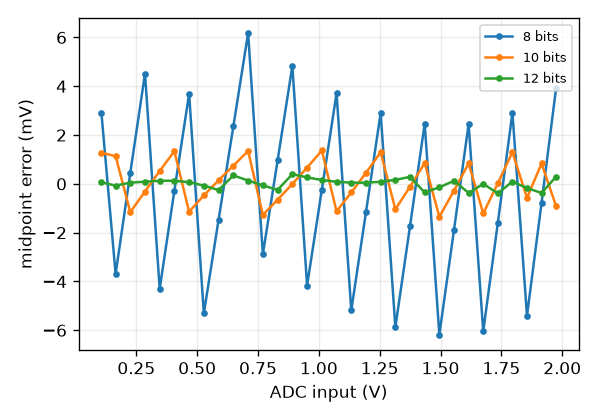 8 bits
10 bits
12 bits
midpoint error (mV)
6
4
2
0
−2
−4
−6
0.25 0.50 0.75 1.00 1.25 1.50 1.75 2.00
ADC input (V)